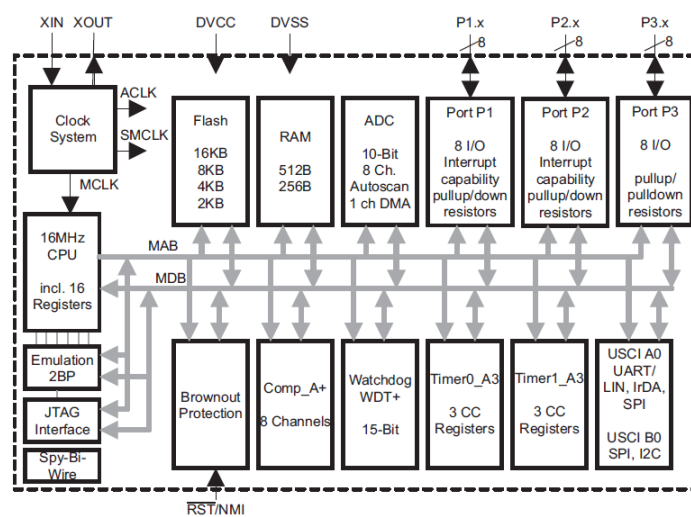 XIN XOUT DVCC DVSS P1.x P2.x P3.x
8 8 8
ACLK
SMCLK
MCLK
Clock
System
Flash
16KB
8KB
4KB
2KB
RAM
512B
256B
ADC
10-Bit
8 Ch.
Autoscan
1 ch DMA
Port P1
8 I/O
Interrupt
capability
pullup/down
resistors
Port P2
8 I/O
Interrupt
capability
pullup/down
resistors
Port P3
8 I/O
pullup/
pulldown
resistors
16MHz
CPU
incl. 16
Registers
MAB
MDB
Emulation
2BP
JTAG
Interface
Spy-Bi-
Wire
Brownout
Protection
Comp_A+
8 Channels
Watchdog
WDT+
15-Bit
Timer0_A3
3 CC
Registers
Timer1_A3
3 CC
Registers
USCI A0
UART/
LIN, IrDA,
SPI
USCI B0
SPI, I2C
RST/NMI